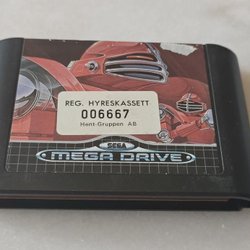 REG. HYRESKASSETT
006667
Hent-Gruppen AB
SEGA
MEGA DRIVE